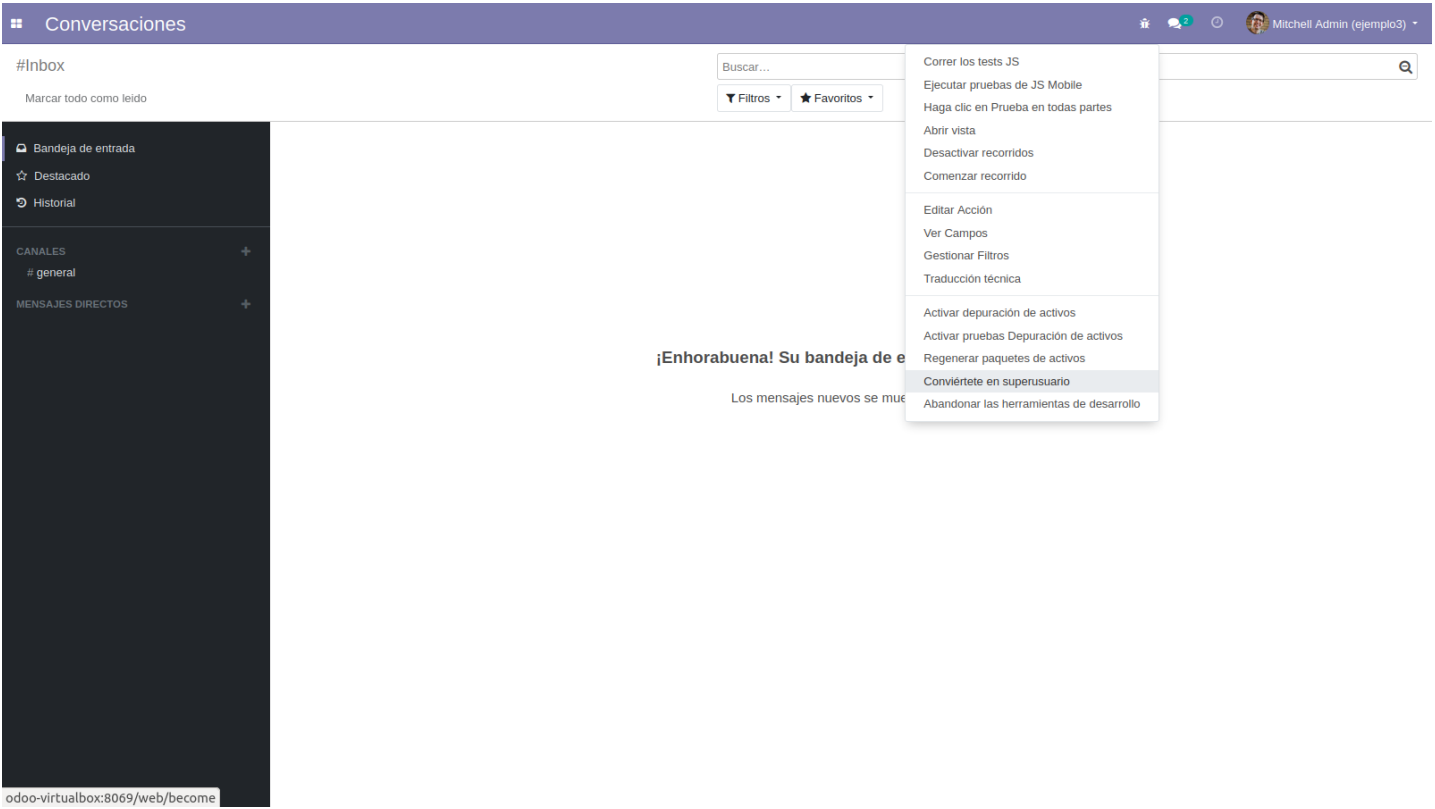 Conversaciones
2
Mitchell Admin (ejemplo3)
#Inbox
Buscar...
Marcar todo como leido
Filtros
Favoritos
Bandeja de entrada
Destacado
Historial
CANALES
# general
MENSAJES DIRECTOS
Correr los tests JS
Ejecutar pruebas de JS Mobile
Haga clic en Prueba en todas partes
Abrir vista
Desactivar recorridos
Comenzar recorrido
Editar Acción
Ver Campos
Gestionar Filtros
Traducción técnica
Activar depuración de activos
Activar pruebas Depuración de activos
Regenerar paquetes de activos
Conviértete en superusuario
Abandonar las herramientas de desarrollo
¡Enhorabuena! Su bandeja de e
Los mensajes nuevos se mue
odoo-virtualbox:8069/web/become